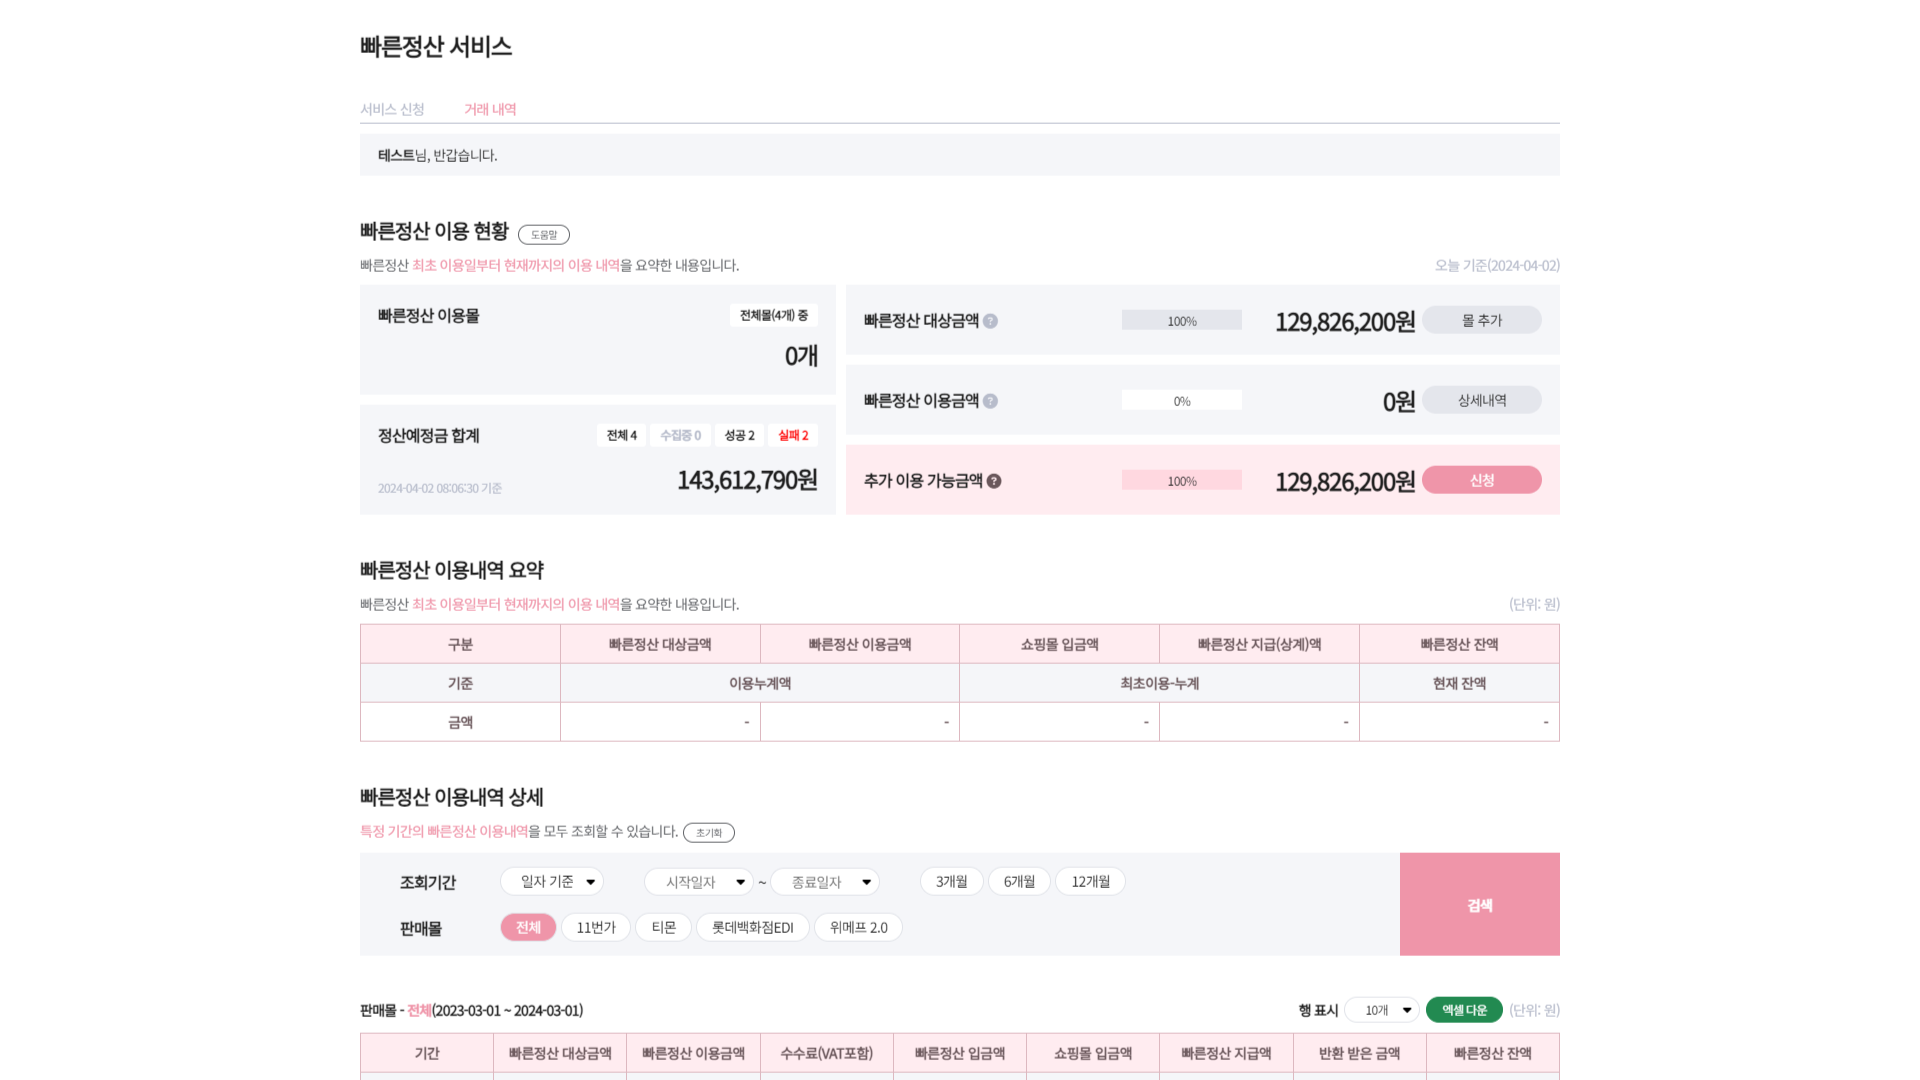 빠른정산 서비스
서비스 신청 거래 내역
테스트님, 반갑습니다.
빠른정산 이용 현황 도움말
빠른정산 최초 이용일부터 현재까지의 이용 내역을 요약한 내용입니다. 오늘 기준(2024-04-02)
빠른정산 이용몰 전체몰(4개) 중
0개
정산예정금 합계 전체 4 수집중 0 성공 2 실패 2
2024-04-02 08:06:30 기준 143,612,790원
빠른정산 대상금액 ? 100% 129,826,200원 몰 추가
빠른정산 이용금액 ? 0% 0원 상세내역
추가 이용 가능금액 ? 100% 129,826,200원 신청
빠른정산 이용내역 요약
빠른정산 최초 이용일부터 현재까지의 이용 내역을 요약한 내용입니다. (단위: 원)
구분 빠른정산 대상금액 빠른정산 이용금액 쇼핑몰 입금액 빠른정산 지급(상계)액 빠른정산 잔액
기준 이용누계액 최초이용-누계 현재 잔액
금액 - - - - -
빠른정산 이용내역 상세
특정 기간의 빠른정산 이용내역을 모두 조회할 수 있습니다. 초기화
조회기간 일자 기준 시작일자 ~ 종료일자 3개월 6개월 12개월
판매몰 전체 11번가 티몬 롯데백화점EDI 위메프 2.0
검색
판매몰 - 전체(2023-03-01 ~ 2024-03-01) 행 표시 10개 엑셀 다운 (단위: 원)
기간 빠른정산 대상금액 빠른정산 이용금액 수수료(VAT포함) 빠른정산 입금액 쇼핑몰 입금액 빠른정산 지급액 반환 받은 금액 빠른정산 잔액